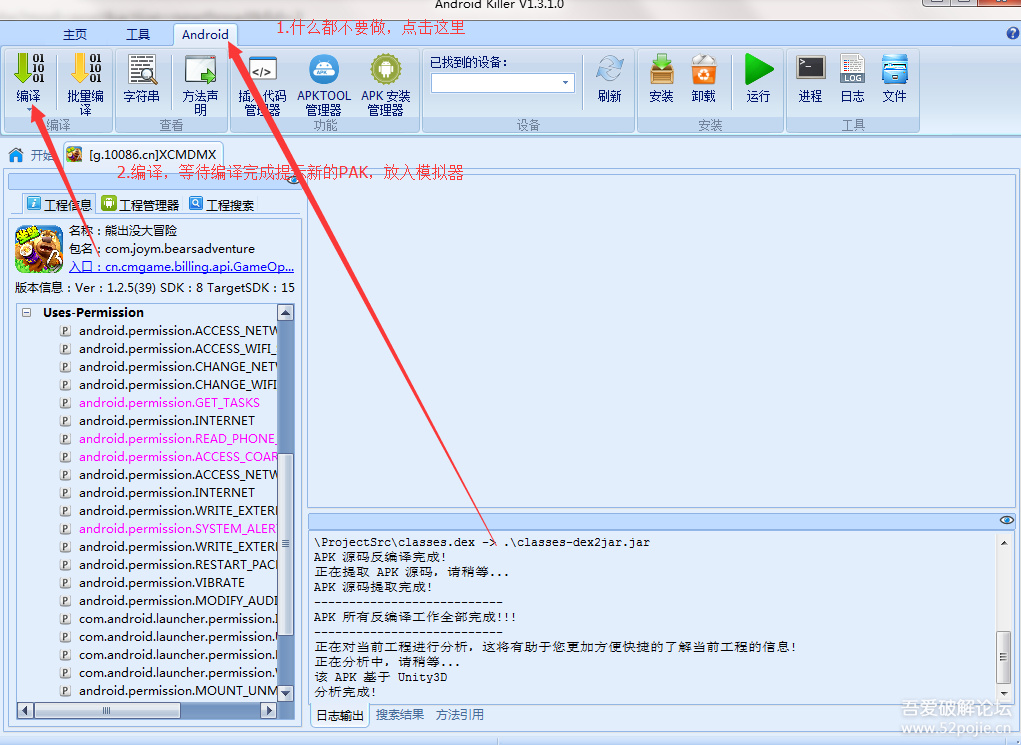 Android Killer V1.3.1.0
主页 工具 Android
1.什么都不要做，点击这里
编译 批量编译 字符串 方法声明 插入代码管理器 APKTOOL 管理器 APK 安装管理器
已找到的设备:
刷新 安装 卸载 运行 进程 日志 文件
编译 查看 功能 设备 安装 工具
开始 [g.10086.cn]XCMDMX
2.编译，等待编译完成提示新的PAK，放入模拟器
工程信息 工程管理器 工程搜索
名称：熊出没大冒险
包名：com.joym.bearsadventure
入口：cn.cmgame.billing.api.GameOp...
版本信息：Ver：1.2.5(39) SDK：8 TargetSDK：15
Uses-Permission
android.permission.ACCESS_NETW
android.permission.ACCESS_WIFI_
android.permission.CHANGE_NETW
android.permission.CHANGE_WIFI
android.permission.GET_TASKS
android.permission.INTERNET
android.permission.READ_PHONE_
android.permission.ACCESS_COAR
android.permission.ACCESS_NETW
android.permission.INTERNET
android.permission.WRITE_EXTERI
android.permission.SYSTEM_ALER
android.permission.WRITE_EXTERI
android.permission.RESTART_PAC
android.permission.VIBRATE
android.permission.MODIFY_AUDI
com.android.launcher.permission.
com.android.launcher.permission.
com.android.launcher.permission.
com.android.launcher.permission.
android.permission.MOUNT_UNM
\ProjectSrc\classes.dex -> .\classes-dex2jar.jar
APK 源码反编译完成!
正在提取 APK 源码，请稍等...
APK 源码提取完成!
---------------------------
APK 所有反编译工作全部完成!!!
---------------------------
正在对当前工程进行分析，这将有助于您更加方便快捷的了解当前工程的信息!
正在分析中，请稍等...
该 APK 基于 Unity3D
分析完成!
日志输出 搜索结果 方法引用
吾爱破解论坛
www.52pojie.cn